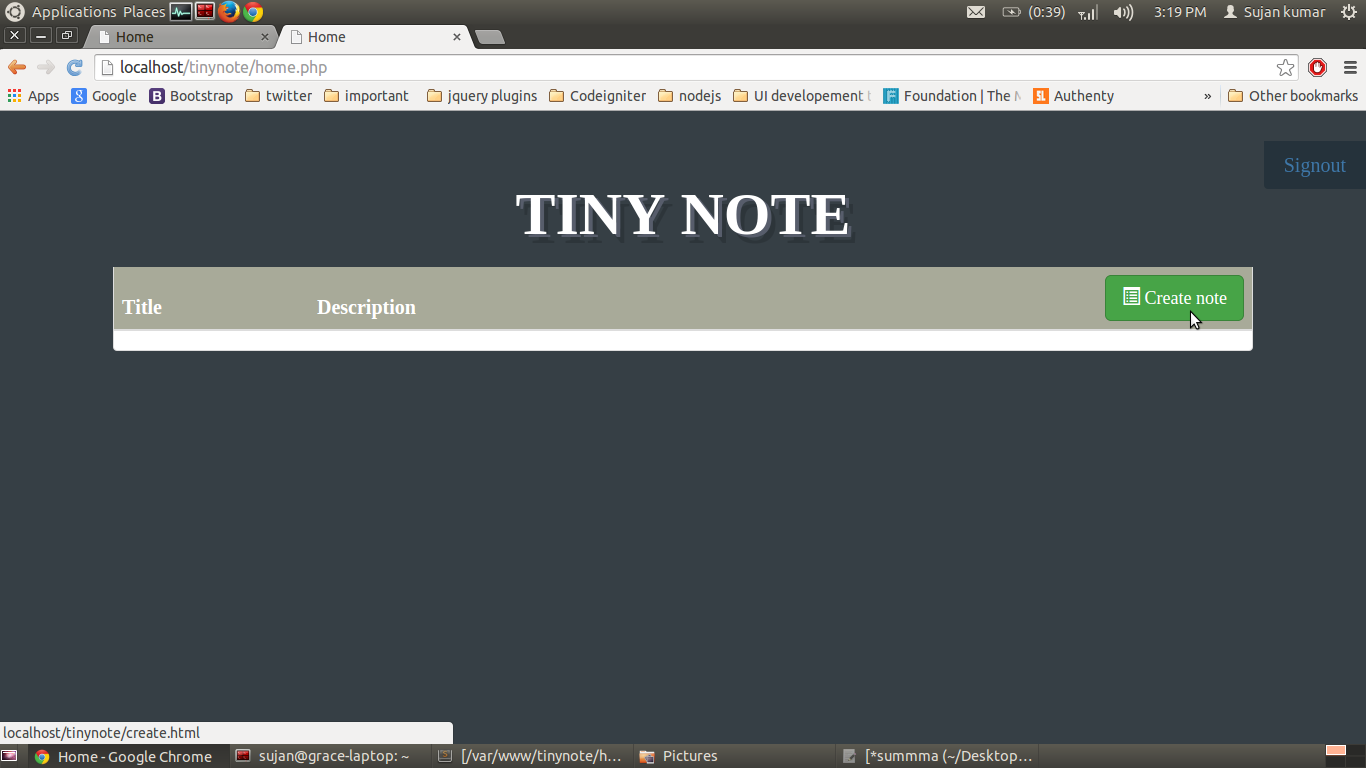 Applications Places (0:39) 3:19 PM Sujan kumar
Home Home
localhost/tinynote/home.php
Apps Google Bootstrap twitter important jquery plugins Codeigniter nodejs UI developement Foundation | The Authenty » Other bookmarks
Signout
TINY NOTE
Title Description Create note
localhost/tinynote/create.html
Home - Google Chrome sujan@grace-laptop: ~ [/var/www/tinynote/h... Pictures [*summma (~/Desktop...